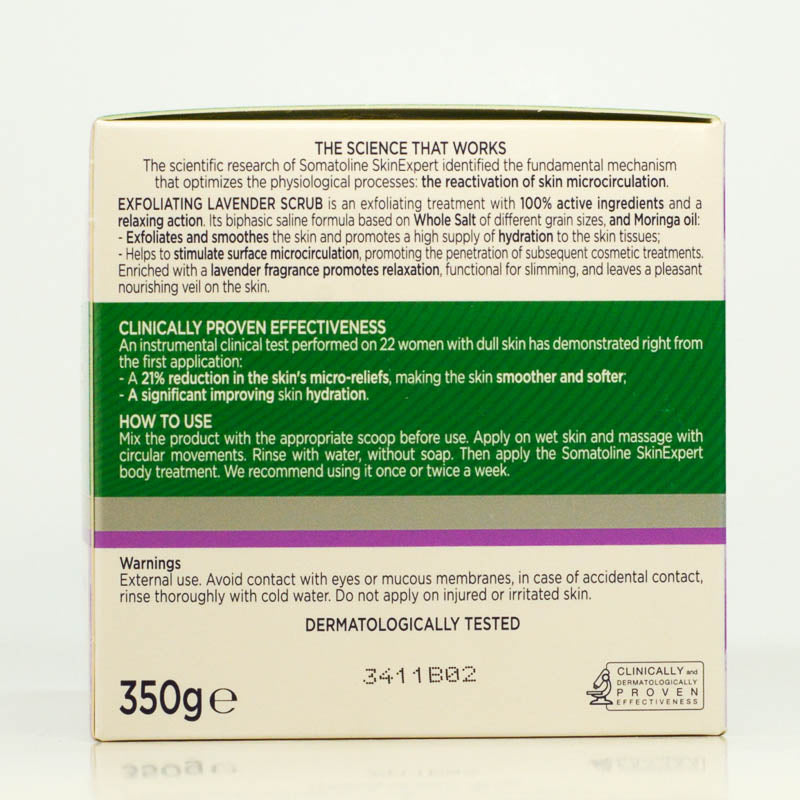 THE SCIENCE THAT WORKS
The scientific research of Somatoline SkinExpert identified the fundamental mechanism
that optimizes the physiological processes: the reactivation of skin microcirculation.
EXFOLIATING LAVENDER SCRUB is an exfoliating treatment with 100% active ingredients and a
relaxing action. Its biphasic saline formula based on Whole Salt of different grain sizes, and Moringa oil:
- Exfoliates and smoothes the skin and promotes a high supply of hydration to the skin tissues;
- Helps to stimulate surface microcirculation, promoting the penetration of subsequent cosmetic treatments.
Enriched with a lavender fragrance promotes relaxation, functional for slimming, and leaves a pleasant
nourishing veil on the skin.
CLINICALLY PROVEN EFFECTIVENESS
An instrumental clinical test performed on 22 women with dull skin has demonstrated right from
the first application:
- A 21% reduction in the skin's micro-reliefs, making the skin smoother and softer;
- A significant improving skin hydration.
HOW TO USE
Mix the product with the appropriate scoop before use. Apply on wet skin and massage with
circular movements. Rinse with water, without soap. Then apply the Somatoline SkinExpert
body treatment. We recommend using it once or twice a week.
Warnings
External use. Avoid contact with eyes or mucous membranes, in case of accidental contact,
rinse thoroughly with cold water. Do not apply on injured or irritated skin.
DERMATOLOGICALLY TESTED
3411B02
350g ℮
CLINICALLY and
DERMATOLOGICALLY
PROVEN
EFFECTIVENESS